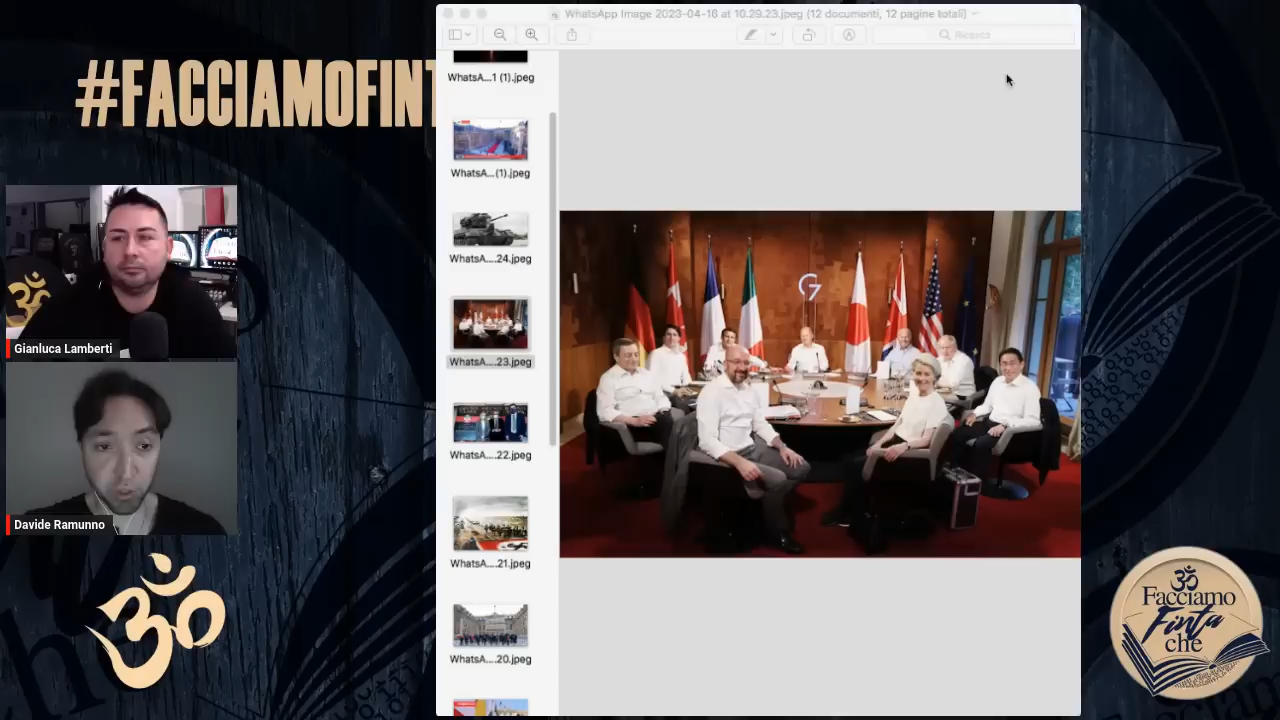 WhatsApp Image 2023-04-16 at 10.29.23.jpeg (12 documenti, 12 pagine totali)
Ricerca
#FACCIAMOFINT
WhatsA...1 (1).jpeg
WhatsA...(1).jpeg
WhatsA....24.jpeg
WhatsA....23.jpeg
WhatsA....22.jpeg
WhatsA....21.jpeg
WhatsA....20.jpeg
G7
Gianluca Lamberti
Davide Ramunno
ॐ
ॐ
Facciamo
Finta
che